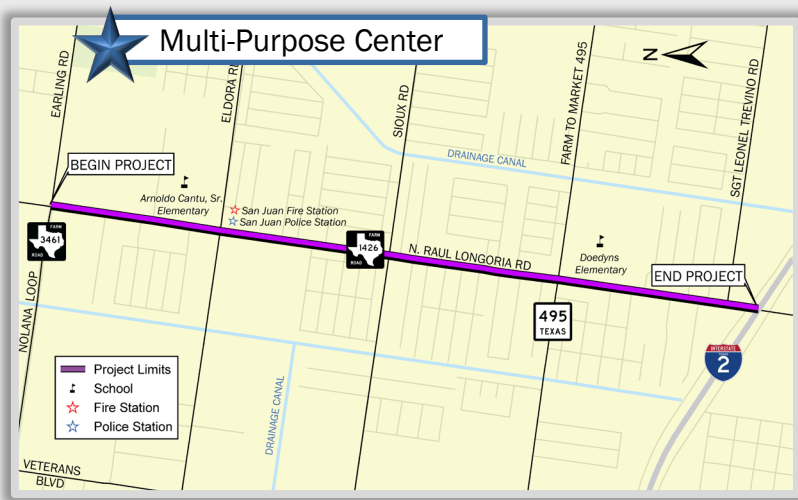 Multi-Purpose Center
EARLING RD
ELDORA RD
SIOUX RD
FARM TO MARKET 495
N
SGT LEONEL TREVINO RD
DRAINAGE CANAL
BEGIN PROJECT
Arnoldo Cantu, Sr.
Elementary
San Juan Fire Station
San Juan Police Station
FARM
3461
ROAD
FARM
1426
ROAD
N. RAUL LONGORIA RD
Doedyns
Elementary
END PROJECT
NOLANA LOOP
495
TEXAS
INTERSTATE
TEXAS
2
Project Limits
School
Fire Station
Police Station
DRAINAGE CANAL
VETERANS
BLVD